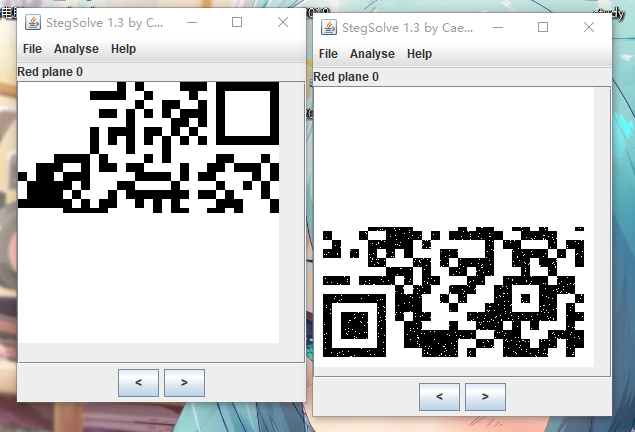 StegSolve 1.3 by C...
File Analyse Help
Red plane 0
< >
StegSolve 1.3 by Cae...
File Analyse Help
Red plane 0
< >